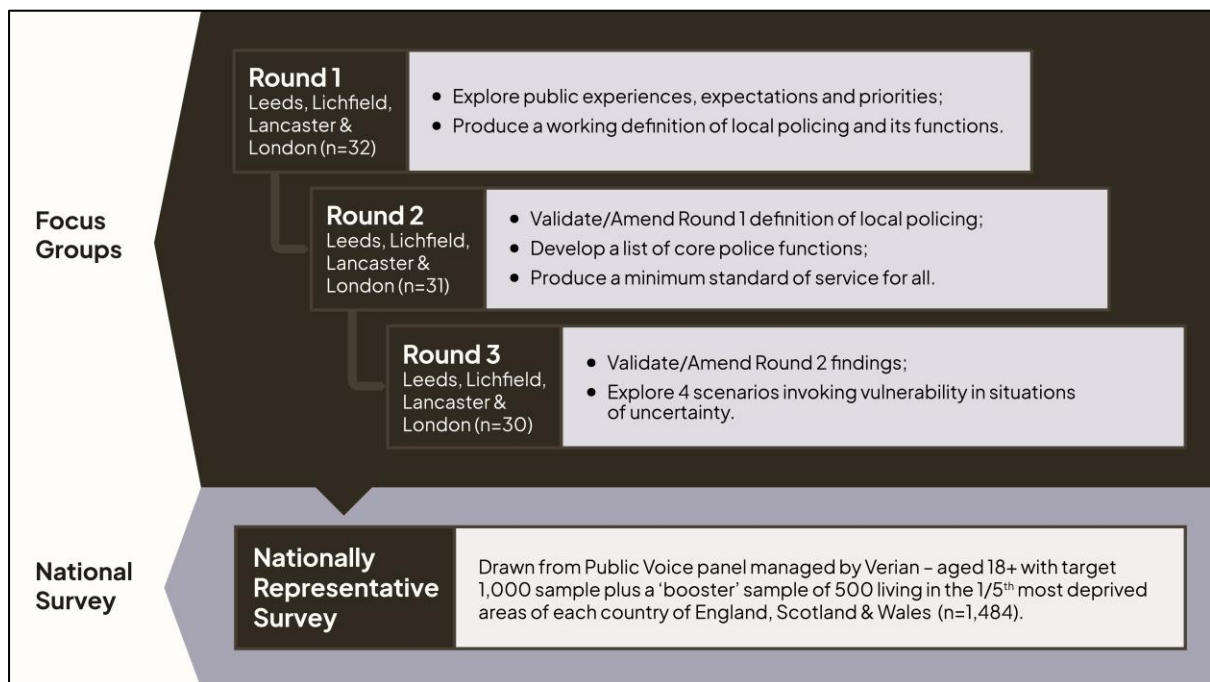 Focus
Groups
Round 1
Leeds, Lichfield,
Lancaster &
London (n=32)
• Explore public experiences, expectations and priorities;
• Produce a working definition of local policing and its functions.
Round 2
Leeds, Lichfield,
Lancaster &
London (n=31)
• Validate/Amend Round 1 definition of local policing;
• Develop a list of core police functions;
• Produce a minimum standard of service for all.
Round 3
Leeds, Lichfield,
Lancaster &
London (n=30)
• Validate/Amend Round 2 findings;
• Explore 4 scenarios invoking vulnerability in situations
of uncertainty.
National
Survey
Nationally
Representative
Survey
Drawn from Public Voice panel managed by Verian – aged 18+ with target
1,000 sample plus a ‘booster’ sample of 500 living in the 1/5th most deprived
areas of each country of England, Scotland & Wales (n=1,484).